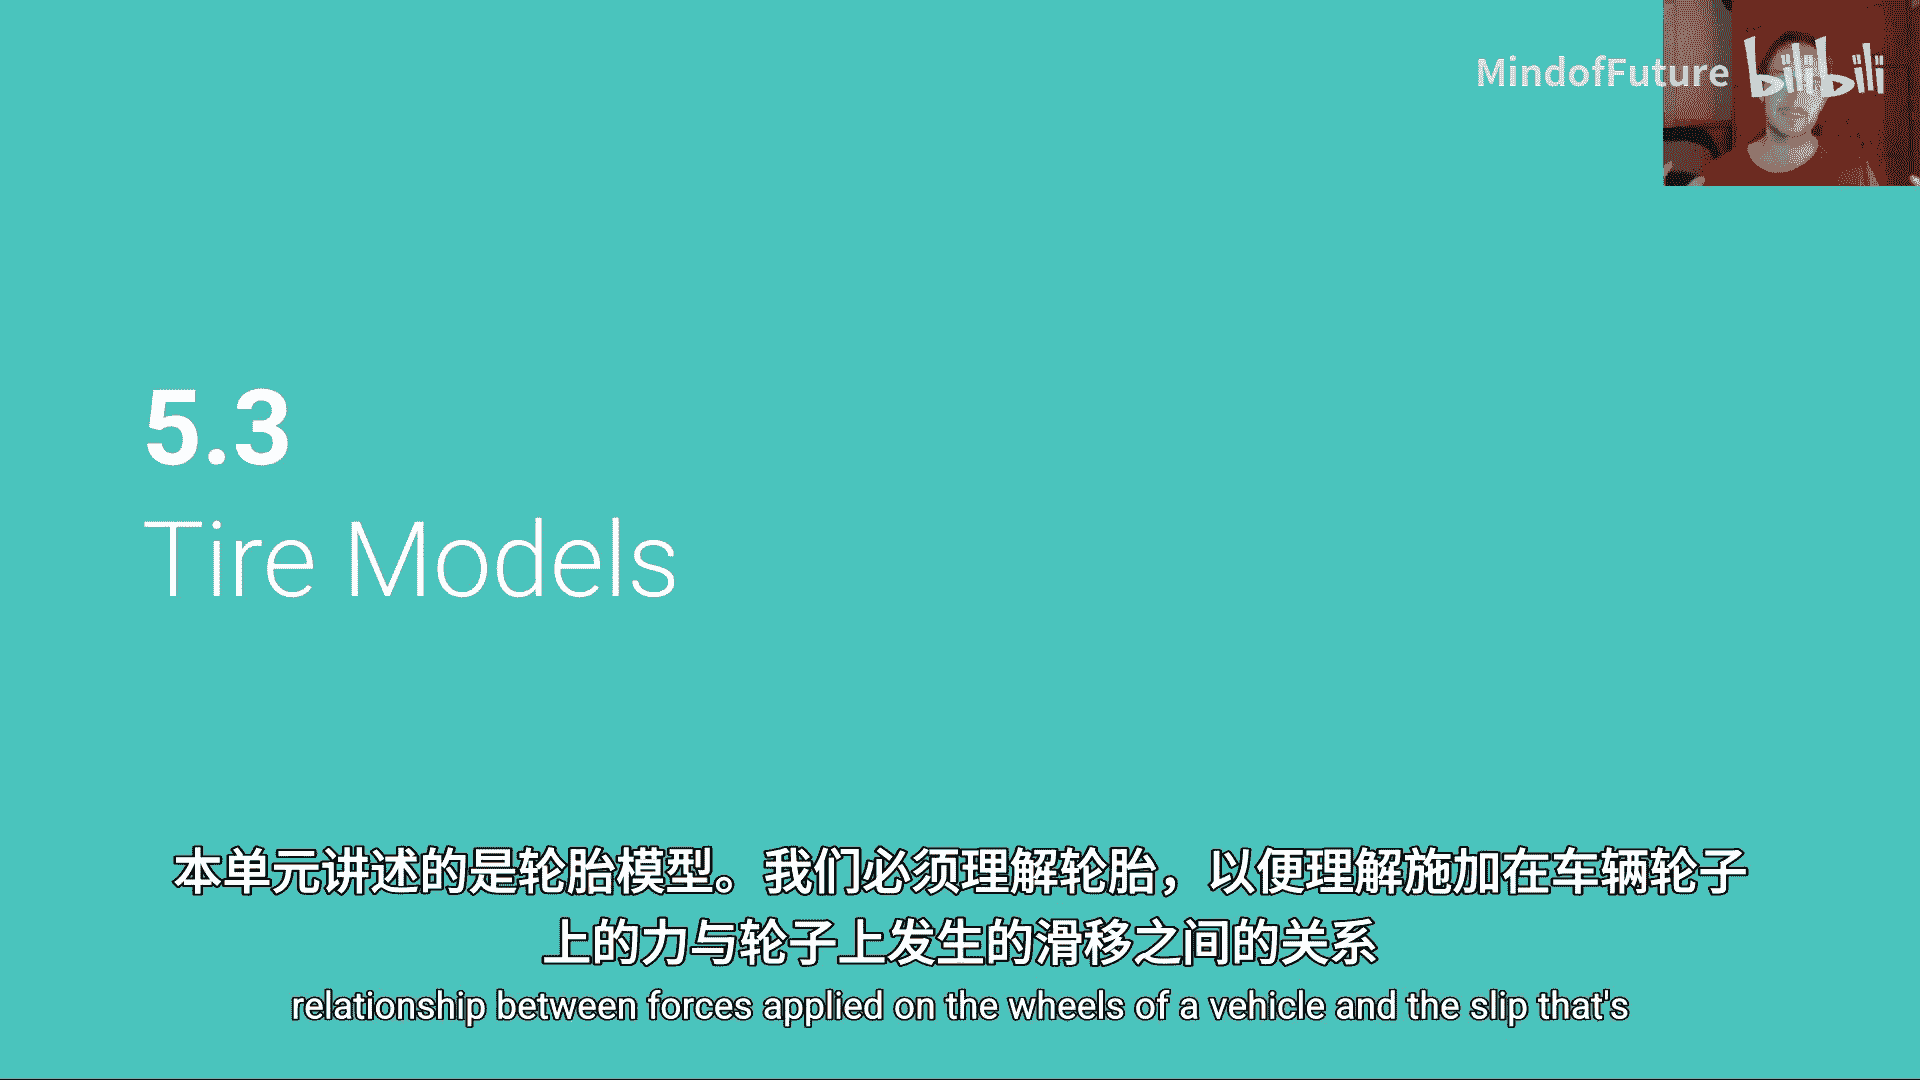 MindofFuture bilibili
5.3
Tire Models
本单元讲述的是轮胎模型。我们必须理解轮胎，以便理解施加在车辆轮子
上的力与轮子上发生的滑移之间的关系
relationship between forces applied on the wheels of a vehicle and the slip that's